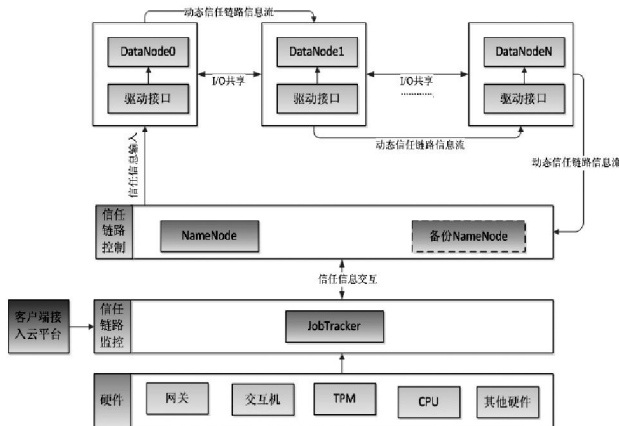 动态信任链路信息流
DataNode0
DataNode1
DataNodeN
I/O共享
I/O共享
............
驱动接口
驱动接口
驱动接口
动态信任链路信息流
动态信任链路信息流
信任信息输入
信任
链路
控制
NameNode
备份NameNode
信任信息交互
客户端接
入云平台
信任
链路
监控
JobTracker
硬件
网关
交互机
TPM
CPU
其他硬件